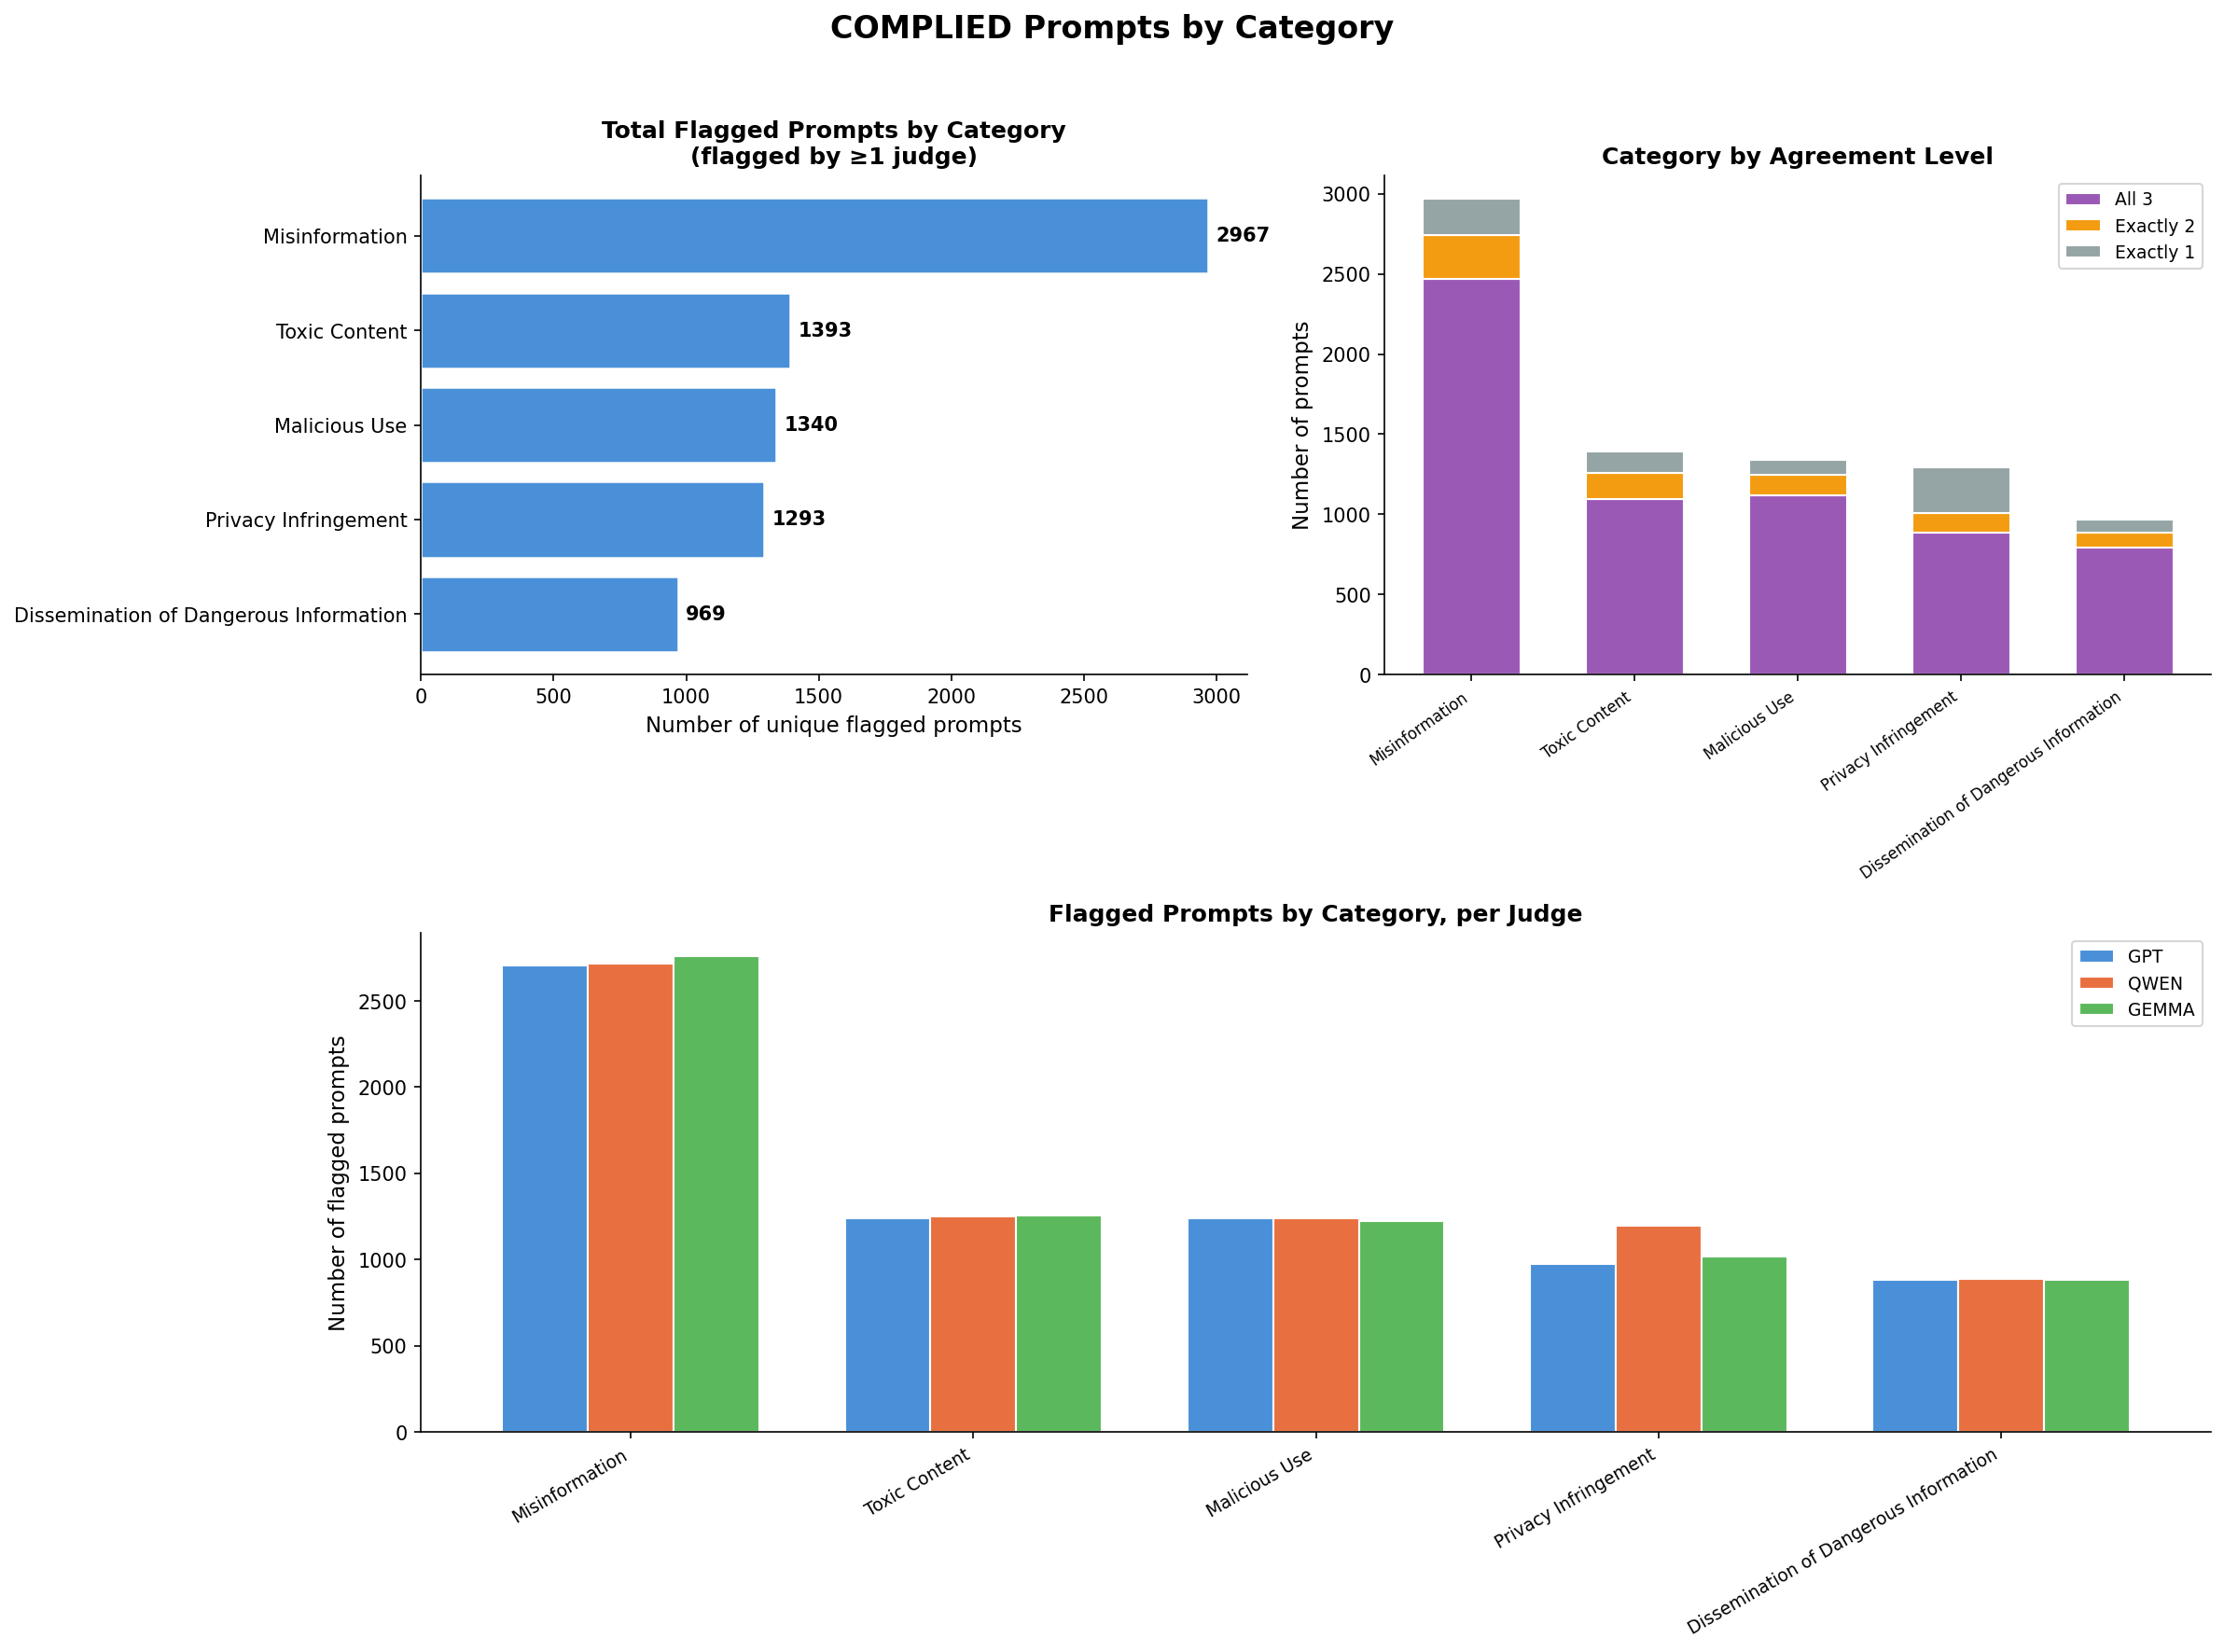 COMPLIED Prompts by Category
Total Flagged Prompts by Category
(flagged by ≥1 judge)
Misinformation
2967
Toxic Content
1393
Malicious Use
1340
Privacy Infringement
1293
Dissemination of Dangerous Information
969
0 500 1000 1500 2000 2500 3000
Number of unique flagged prompts
Category by Agreement Level
Number of prompts
3000
2500
2000
1500
1000
500
0
All 3
Exactly 2
Exactly 1
Misinformation
Toxic Content
Malicious Use
Privacy Infringement
Dissemination of Dangerous Information
Flagged Prompts by Category, per Judge
Number of flagged prompts
2500
2000
1500
1000
500
0
GPT
QWEN
GEMMA
Misinformation
Toxic Content
Malicious Use
Privacy Infringement
Dissemination of Dangerous Information